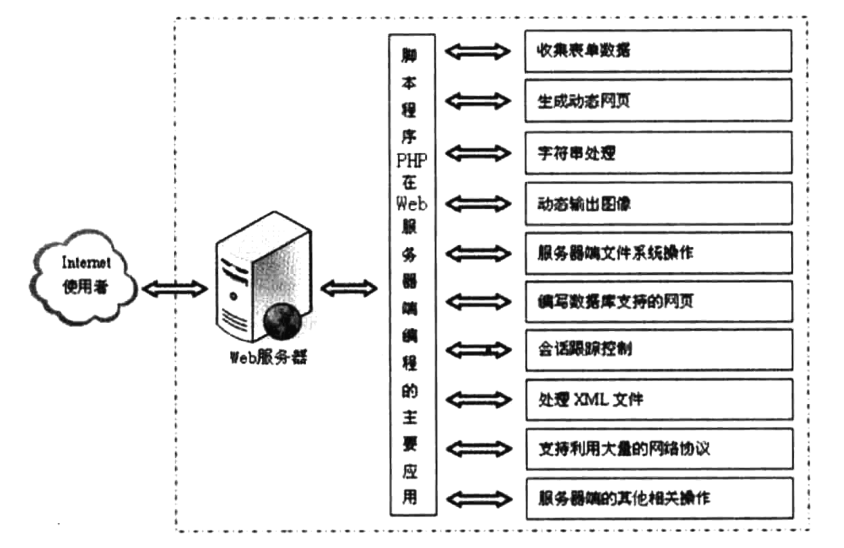 Internet
使用者
Web服务器
脚本程序PHP在Web服务器端编程的主要应用
收集表单数据
生成动态网页
字符串处理
动态输出图像
服务器端文件系统操作
编写数据库支持的网页
会话跟踪控制
处理 XML 文件
支持利用大量的网络协议
服务器端的其他相关操作